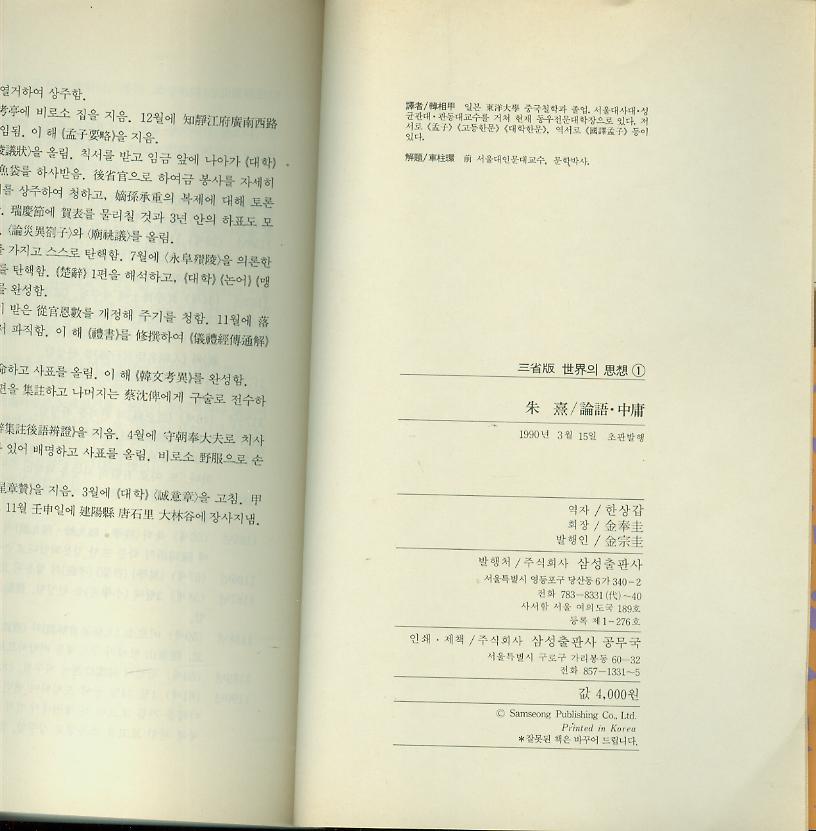 열거하여 상주함.
考亭에 비로소 집을 지음. 12월에 知靜江府廣南西路
임됨. 이 해 《孟子要略》을 지음.
議狀〉을 올림. 칙서를 받고 임금 앞에 나아가 《대학》
魚袋를 하사받음. 後省官으로 하여금 봉사를 자세히
를 상주하여 청하고, 嫡孫承重의 복제에 대해 토론
. 瑞慶節에 賀表를 물리칠 것과 3년 안의 하표도 모
. 〈論災異劄子〉와 〈廟祧議〉를 올림.
를 가지고 스스로 탄핵함. 7월에 〈永阜攢陵〉을 의론한
를 탄핵함. 《楚辭》 1편을 해석하고, 《대학》 《논어》 《맹
를 완성함.
받은 從官恩數를 개정해 주기를 청함. 11월에 落
서 파직함. 이 해 《禮書》를 修撰하여 《儀禮經傳通解》
命하고 사표를 올림. 이 해 《韓文考異》를 완성함.
편을 集註하고 나머지는 蔡沈俾에게 구술로 전수하
辭集註後語辨證》을 지음. 4월에 守朝奉大夫로 치사
있어 배명하고 사표를 올림. 비로소 野服으로 손
星章贊》을 지음. 3월에 《대학》 〈誠意章〉을 고침. 甲
11월 壬申일에 建陽縣 唐石里 大林谷에 장사지냄.
譯者/韓相甲 일본 東洋大學 중국철학과 졸업. 서울대사대·성
균관대·관동대교수를 거쳐 현재 동우전문대학장으로 있다. 저
서로 《孟子》 《고등한문》 《대학한문》, 역서로 《國譯孟子》 등이
있다.
解題/車柱環 前 서울대인문대교수, 문학박사.
三省版 世界의 思想 ①
朱 熹/論語·中庸
1990년 3월 15일 초판발행
역자/한상갑
회장/金奉圭
발행인/金宗圭
발행처/주식회사 삼성출판사
서울특별시 영등포구 당산동 6가 340-2
전화 783-8331(代)~40
사서함 서울 여의도국 189호
등록 제1-276호
인쇄·제책/주식회사 삼성출판사 공무국
서울특별시 구로구 가리봉동 60-32
전화 857-1331~5
값 4,000원
© Samseong Publishing Co., Ltd.
Printed in Korea
*잘못된 책은 바꾸어 드립니다.